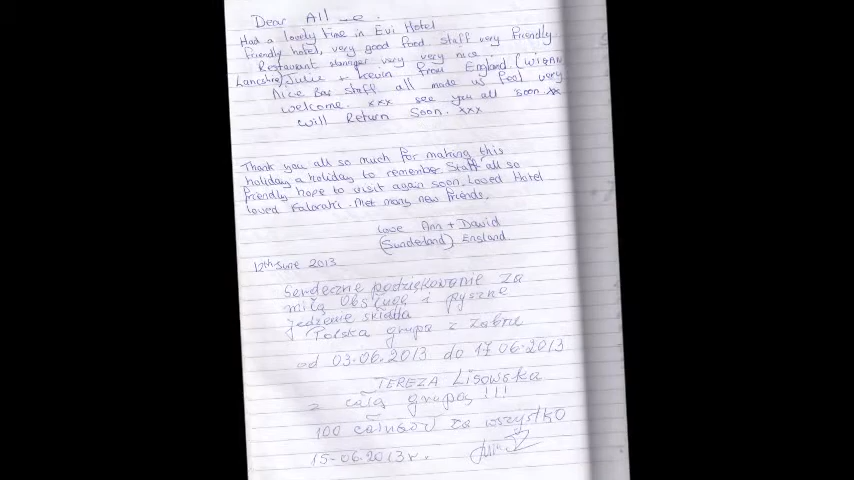 Dear All
Had a lovely time in Evi Hotel
friendly hotel, very good food staff very friendly
Restaurant Manager very very nice
Lancshre) Julie + Kevin from England (WIGAN
Nice Bar staff all made us feel very
welcome. xxx see you all soon. xx
will Return Soon. xxx
Thank you all so much for making this
holiday a holiday to remember. Staff all so
friendly hope to visit again soon. Loved Hotel
loved Falaraki. Met many new friends.
Love Ann + David
(Sunderland) England
12th June 2013
Serdeczne podziękowanie za
miłą Obsługę i pyszne
jedzenie składa
Polska grupa z Żabne
od 03.06.2013 do 17.06.2013
TEREZA Lisowska
z całą grupą !!!
100 całusów za wszystko
15-06.2013r.